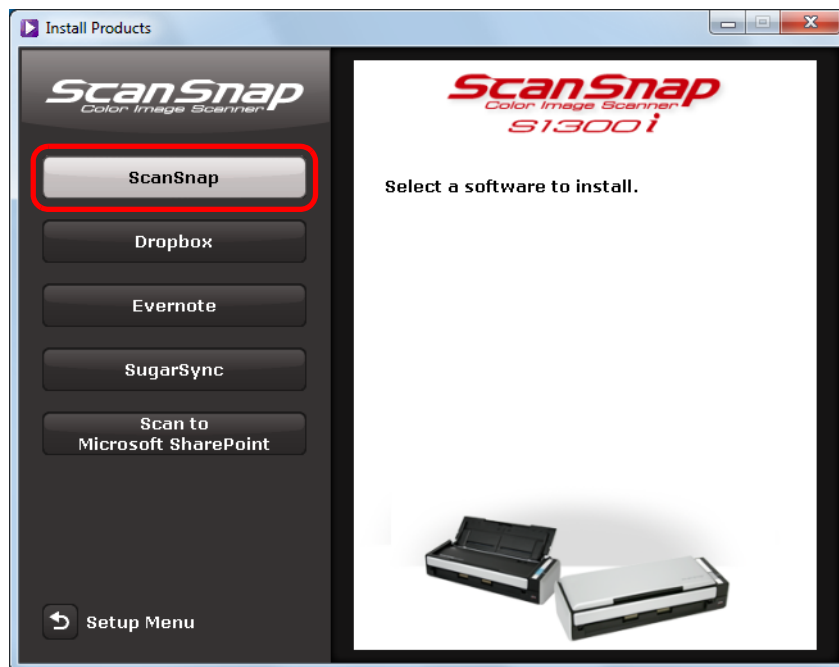 Install Products
ScanSnap
Color Image Scanner
ScanSnap
Dropbox
Evernote
SugarSync
Scan to
Microsoft SharePoint
Setup Menu
ScanSnap
Color Image Scanner
S1300i
Select a software to install.